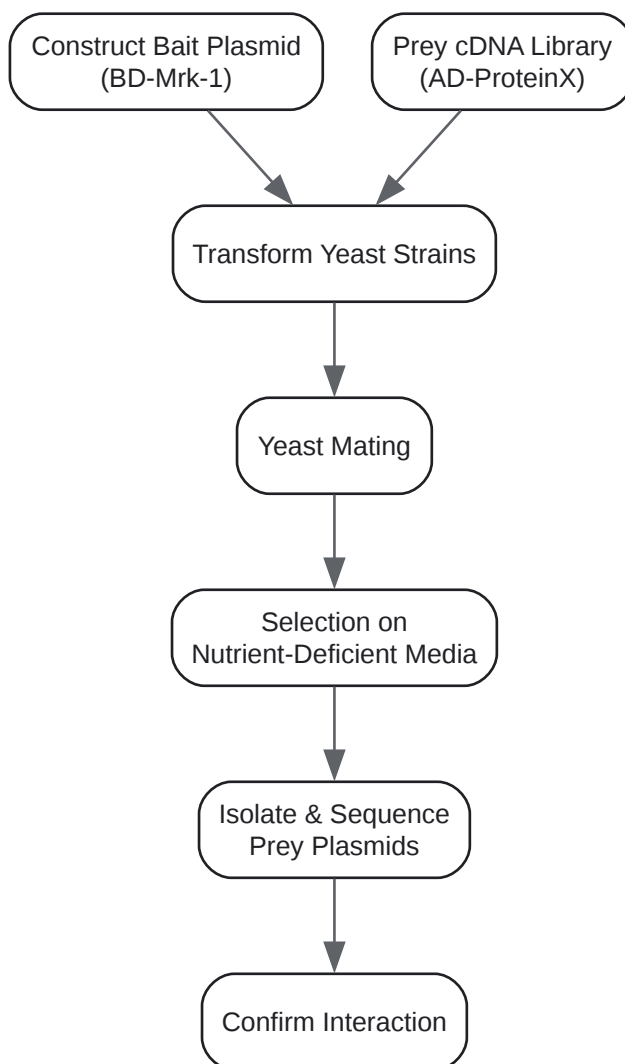 Construct Bait Plasmid
(BD-Mrk-1)
Prey cDNA Library
(AD-ProteinX)
Transform Yeast Strains
Yeast Mating
Selection on
Nutrient-Deficient Media
Isolate & Sequence
Prey Plasmids
Confirm Interaction